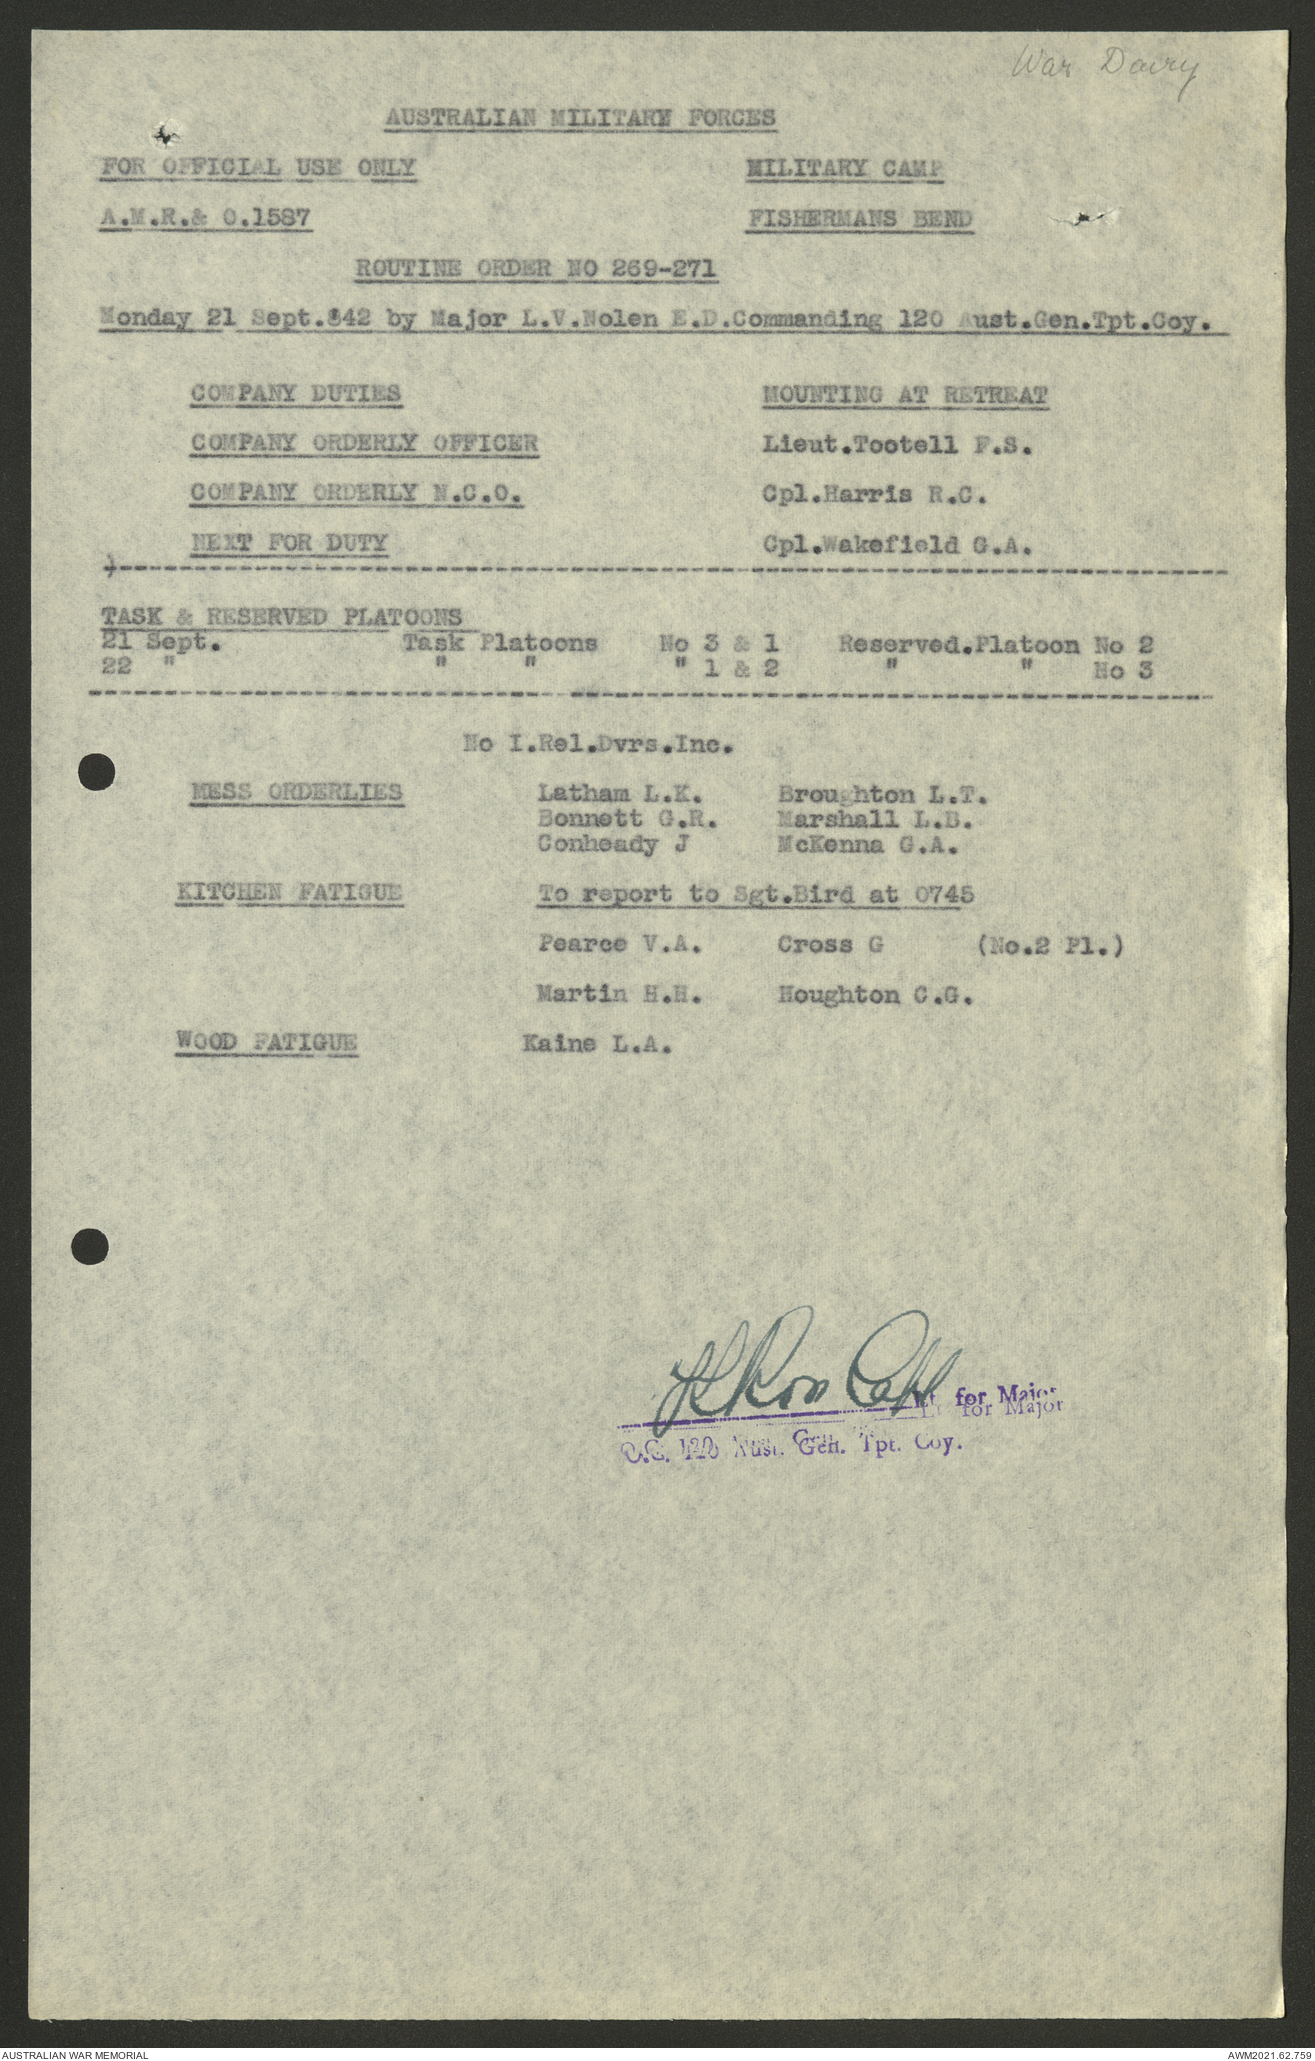 War Dairy
AUSTRALIAN MILITARY FORCES
FOR OFFICIAL USE ONLY MILITARY CAMP
A.M.R.& O.1587 FISHERMANS BEND
ROUTINE ORDER NO 269-271
Monday 21 Sept.842 by Major L.V.Nolen E.D.Commanding 120 Aust.Gen.Tpt.Coy.
COMPANY DUTIES MOUNTING AT RETREAT
COMPANY ORDERLY OFFICER Lieut.Tootell F.S.
COMPANY ORDERLY N.C.O. Cpl.Harris R.C.
NEXT FOR DUTY Cpl.Wakefield G.A.
TASK & RESERVED PLATOONS
21 Sept. Task Platoons No 3 & 1 Reserved.Platoon No 2
22 " " " " 1 & 2 " " No 3
No I.Rel.Dvrs.Inc.
MESS ORDERLIES Latham L.K. Broughton L.T.
Bonnett G.R. Marshall L.B.
Conheady J McKenna G.A.
KITCHEN FATIGUE To report to Sgt.Bird at 0745
Pearce V.A. Cross G (No.2 Pl.)
Martin H.H. Houghton C.G.
WOOD FATIGUE Kaine L.A.
Lt for Major
Lt for Major
O.C. 120 Aust. Gen. Tpt. Coy.
AUSTRALIAN WAR MEMORIAL AWM2021.62.759